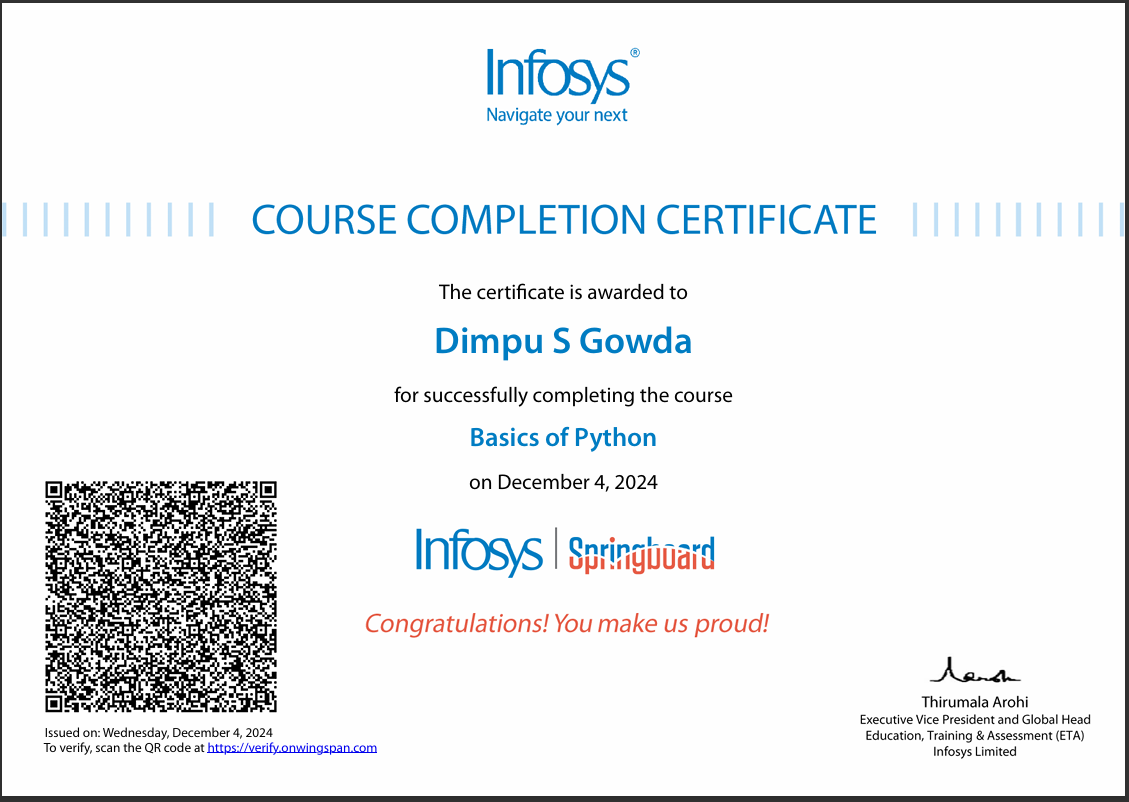 Infosys®
Navigate your next
COURSE COMPLETION CERTIFICATE
The certificate is awarded to
Dimpu S Gowda
for successfully completing the course
Basics of Python
on December 4, 2024
Infosys | Springboard
Congratulations! You make us proud!
Issued on: Wednesday, December 4, 2024
To verify, scan the QR code at https://verify.onwingspan.com
Thirumala Arohi
Executive Vice President and Global Head
Education, Training & Assessment (ETA)
Infosys Limited